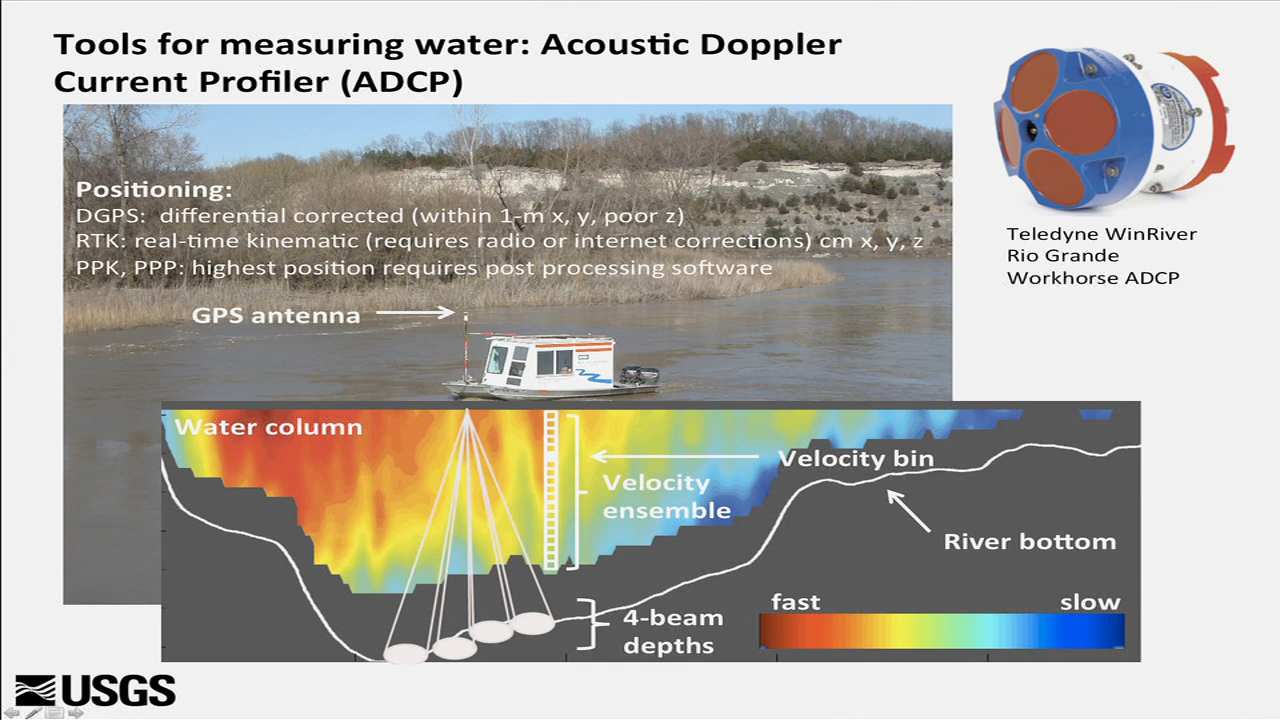 Tools for measuring water: Acoustic Doppler
Current Profiler (ADCP)
Positioning:
DGPS: differential corrected (within 1-m x, y, poor z)
RTK: real-time kinematic (requires radio or internet corrections) cm x, y, z
PPK, PPP: highest position requires post processing software
GPS antenna
Teledyne WinRiver
Rio Grande
Workhorse ADCP
Water column
Velocity bin
Velocity
ensemble
River bottom
fast
slow
4-beam
depths
USGS